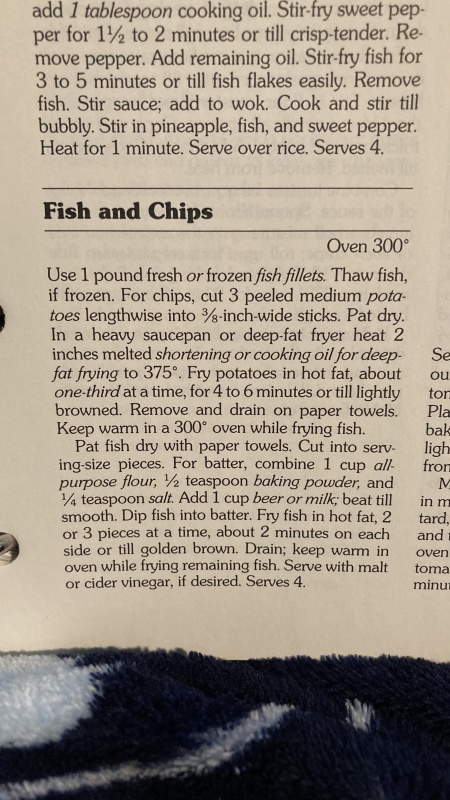 add 1 tablespoon cooking oil. Stir-fry sweet pep-
per for 1½ to 2 minutes or till crisp-tender. Re-
move pepper. Add remaining oil. Stir-fry fish for
3 to 5 minutes or till fish flakes easily. Remove
fish. Stir sauce; add to wok. Cook and stir till
bubbly. Stir in pineapple, fish, and sweet pepper.
Heat for 1 minute. Serve over rice. Serves 4.
Fish and Chips
Oven 300°
Use 1 pound fresh or frozen fish fillets. Thaw fish,
if frozen. For chips, cut 3 peeled medium pota-
toes lengthwise into ⅜-inch-wide sticks. Pat dry.
In a heavy saucepan or deep-fat fryer heat 2
inches melted shortening or cooking oil for deep-
fat frying to 375°. Fry potatoes in hot fat, about
one-third at a time, for 4 to 6 minutes or till lightly
browned. Remove and drain on paper towels.
Keep warm in a 300° oven while frying fish.
Pat fish dry with paper towels. Cut into serv-
ing-size pieces. For batter, combine 1 cup all-
purpose flour, ½ teaspoon baking powder, and
¼ teaspoon salt. Add 1 cup beer or milk; beat till
smooth. Dip fish into batter. Fry fish in hot fat, 2
or 3 pieces at a time, about 2 minutes on each
side or till golden brown. Drain; keep warm in
oven while frying remaining fish. Serve with malt
or cider vinegar, if desired. Serves 4.
Se
ou
ton
Pla
bak
ligh
fron
M
in m
tard,
and
oven
toma
minut